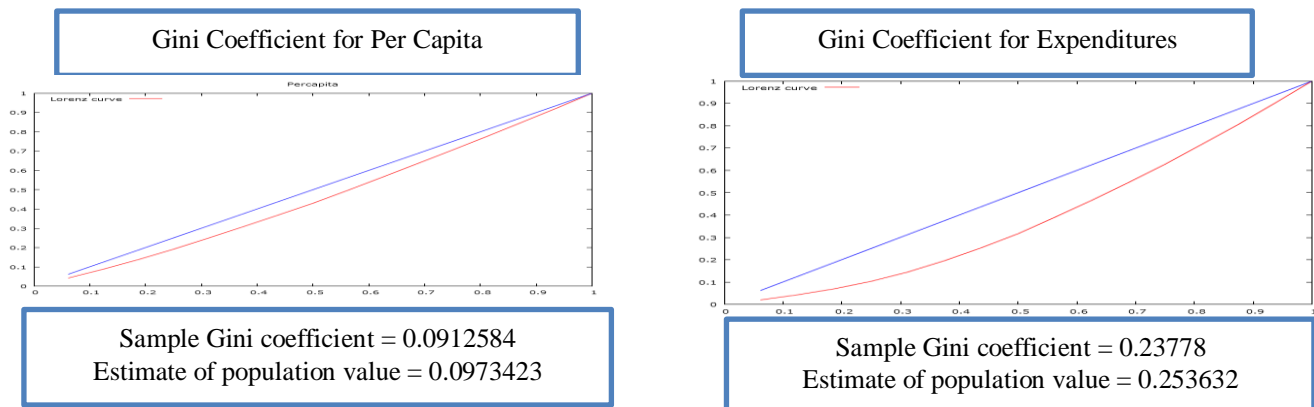 Gini Coefficient for Per Capita
Percapita
Lorenz curve
1
0.9
0.8
0.7
0.6
0.5
0.4
0.3
0.2
0.1
0
0 0.1 0.2 0.3 0.4 0.5 0.6 0.7 0.8 0.9 1
Sample Gini coefficient = 0.0912584
Estimate of population value = 0.0973423
Gini Coefficient for Expenditures
Lorenz curve
1
0.9
0.8
0.7
0.6
0.5
0.4
0.3
0.2
0.1
0
0 0.1 0.2 0.3 0.4 0.5 0.6 0.7 0.8 0.9 1
Sample Gini coefficient = 0.23778
Estimate of population value = 0.253632